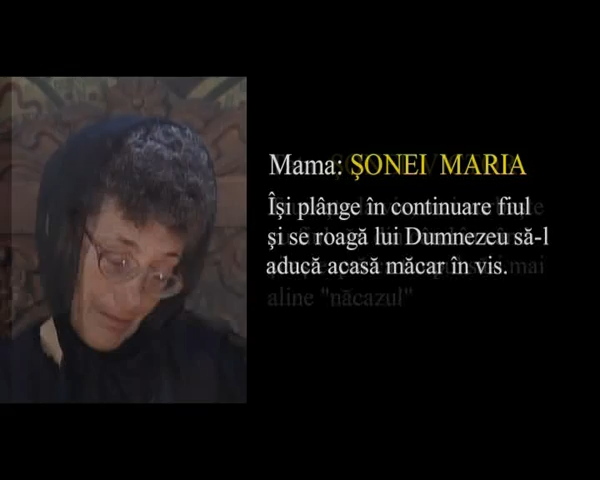 Mama: ŞONEI MARIA
Îşi plânge în continuare fiul
şi se roagă lui Dumnezeu să-l
aducă acasă măcar în vis.
mai
aline "năcazul"